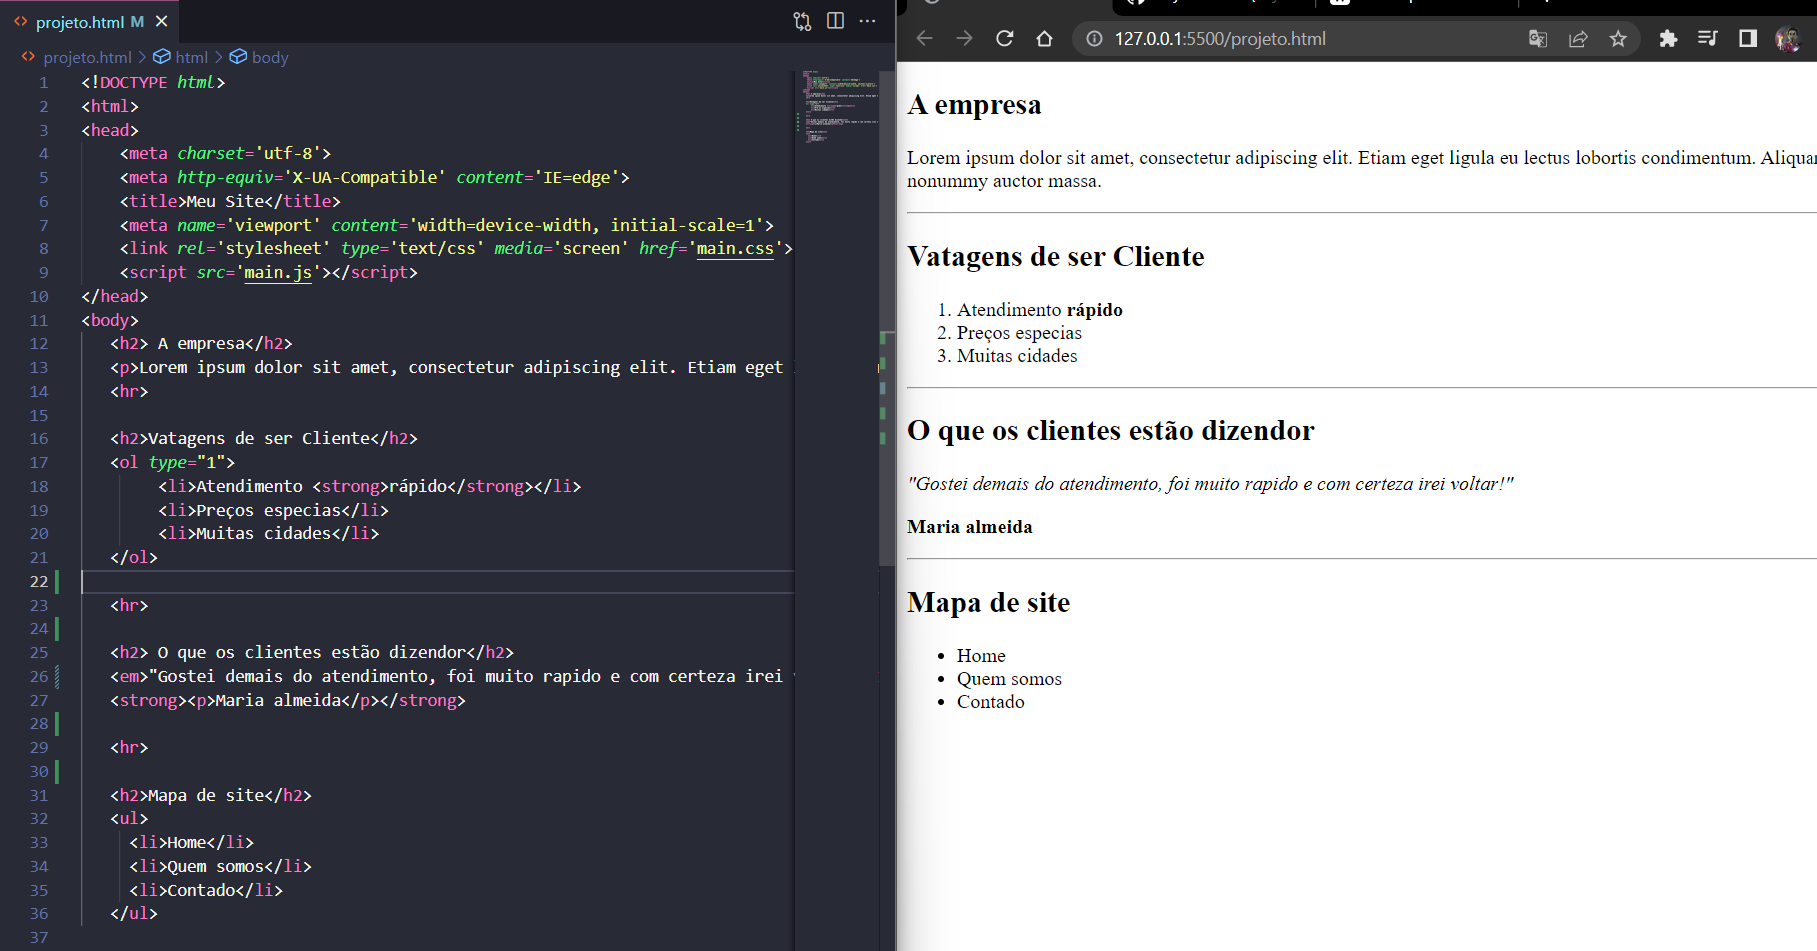 projeto.html M
projeto.html > html > body
1 <!DOCTYPE html>
2 <html>
3 <head>
4 <meta charset='utf-8'>
5 <meta http-equiv='X-UA-Compatible' content='IE=edge'>
6 <title>Meu Site</title>
7 <meta name='viewport' content='width=device-width, initial-scale=1'>
8 <link rel='stylesheet' type='text/css' media='screen' href='main.css'>
9 <script src='main.js'></script>
10 </head>
11 <body>
12 <h2> A empresa</h2>
13 <p>Lorem ipsum dolor sit amet, consectetur adipiscing elit. Etiam eget
14 <hr>
15
16 <h2>Vatagens de ser Cliente</h2>
17 <ol type="1">
18 <li>Atendimento <strong>rápido</strong></li>
19 <li>Preços especias</li>
20 <li>Muitas cidades</li>
21 </ol>
22
23 <hr>
24
25 <h2> O que os clientes estão dizendor</h2>
26 <em>"Gostei demais do atendimento, foi muito rapido e com certeza irei
27 <strong><p>Maria almeida</p></strong>
28
29 <hr>
30
31 <h2>Mapa de site</h2>
32 <ul>
33 <li>Home</li>
34 <li>Quem somos</li>
35 <li>Contado</li>
36 </ul>
37
127.0.0.1:5500/projeto.html
A empresa
Lorem ipsum dolor sit amet, consectetur adipiscing elit. Etiam eget ligula eu lectus lobortis condimentum. Aliquam
nonummy auctor massa.
Vatagens de ser Cliente
1. Atendimento rápido
2. Preços especias
3. Muitas cidades
O que os clientes estão dizendor
"Gostei demais do atendimento, foi muito rapido e com certeza irei voltar!"
Maria almeida
Mapa de site
• Home
• Quem somos
• Contado